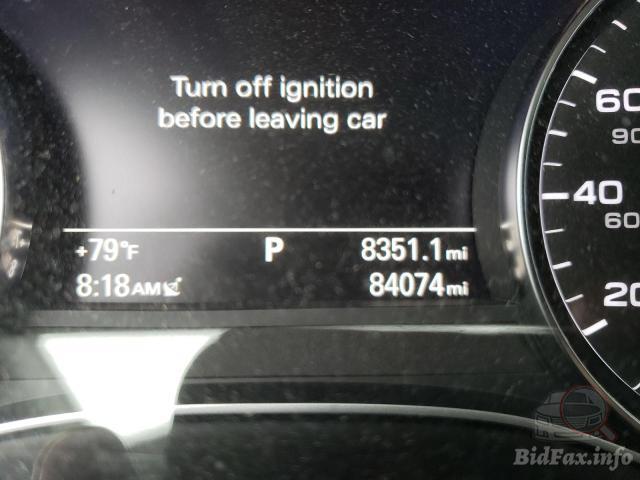 Turn off ignition
before leaving car
+79°F P 8351.1 mi
8:18 AM 84074 mi
60
90
40
60
20
BidFax.info